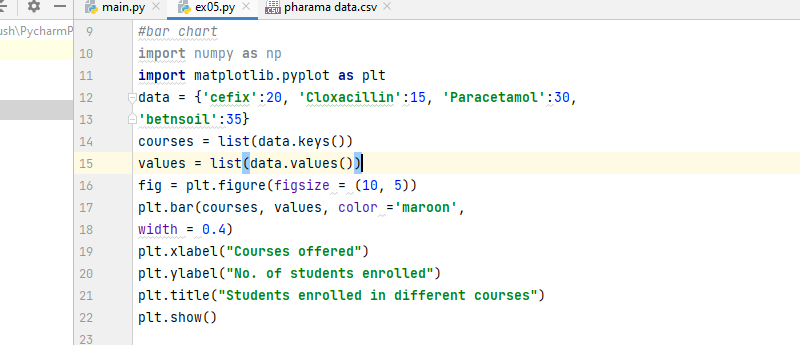 main.py ex05.py pharama data.csv
ush\PycharmP
9 #bar chart
10 import numpy as np
11 import matplotlib.pyplot as plt
12 data = {'cefix':20, 'Cloxacillin':15, 'Paracetamol':30,
13 'betnsoil':35}
14 courses = list(data.keys())
15 values = list(data.values())
16 fig = plt.figure(figsize = (10, 5))
17 plt.bar(courses, values, color ='maroon',
18 width = 0.4)
19 plt.xlabel("Courses offered")
20 plt.ylabel("No. of students enrolled")
21 plt.title("Students enrolled in different courses")
22 plt.show()
23